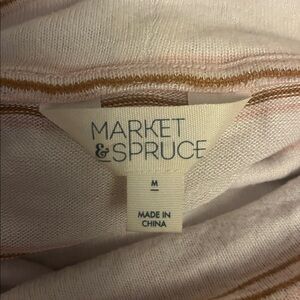 MARKET
& SPRUCE
M
MADE IN
CHINA